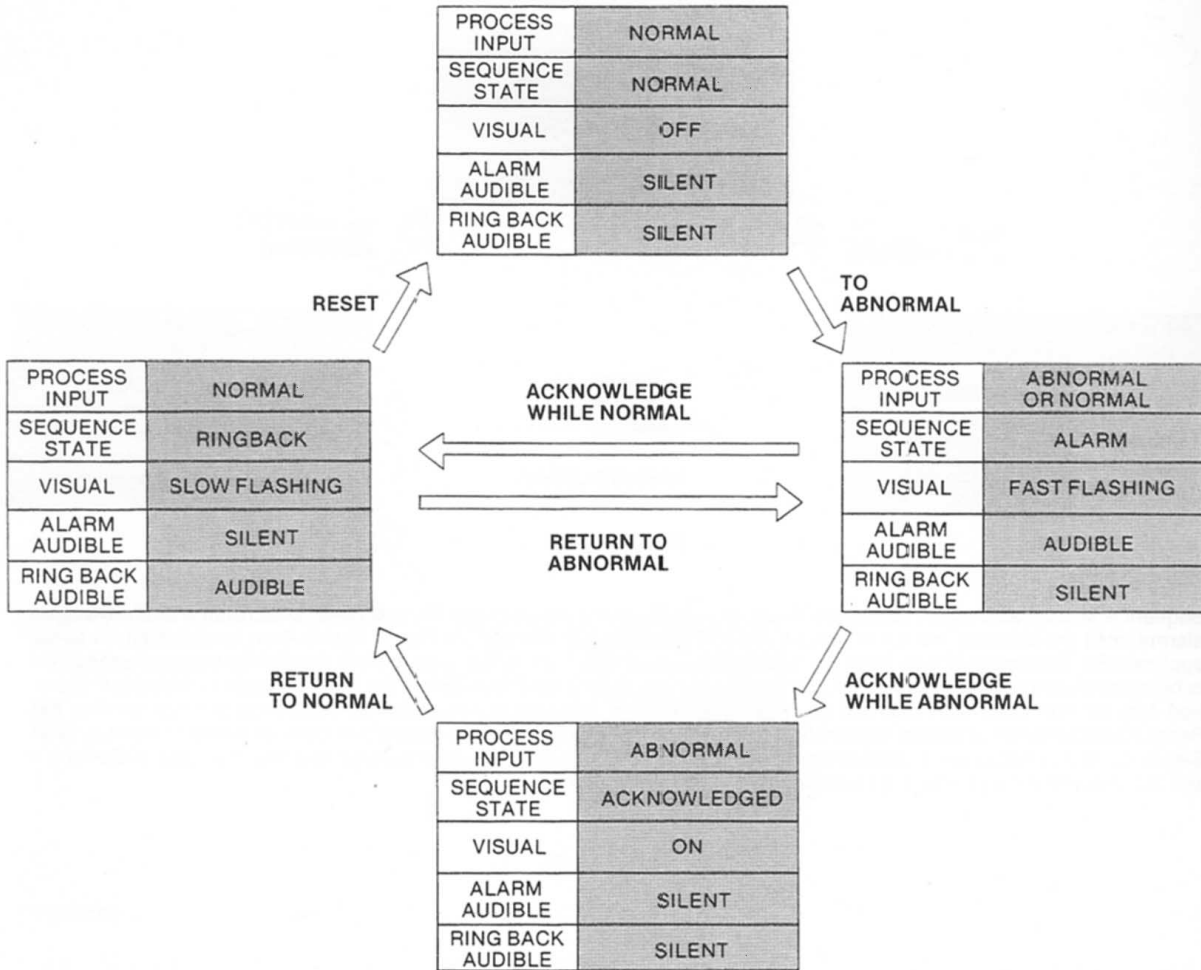 PROCESS
INPUT
NORMAL
SEQUENCE
STATE
NORMAL
VISUAL
OFF
ALARM
AUDIBLE
SILENT
RING BACK
AUDIBLE
SILENT
RESET
TO
ABNORMAL
PROCESS
INPUT
NORMAL
SEQUENCE
STATE
RINGBACK
VISUAL
SLOW FLASHING
ALARM
AUDIBLE
SILENT
RING BACK
AUDIBLE
AUDIBLE
ACKNOWLEDGE
WHILE NORMAL
RETURN TO
ABNORMAL
PROCESS
INPUT
ABNORMAL
OR NORMAL
SEQUENCE
STATE
ALARM
VISUAL
FAST FLASHING
ALARM
AUDIBLE
AUDIBLE
RING BACK
AUDIBLE
SILENT
RETURN
TO NORMAL
ACKNOWLEDGE
WHILE ABNORMAL
PROCESS
INPUT
ABNORMAL
SEQUENCE
STATE
ACKNOWLEDGED
VISUAL
ON
ALARM
AUDIBLE
SILENT
RING BACK
AUDIBLE
SILENT